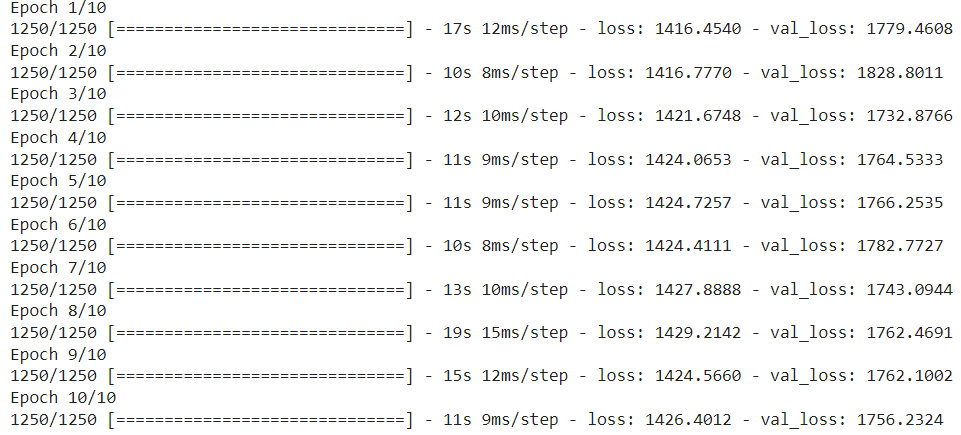 Epoch 1/10
1250/1250 [==============================] - 17s 12ms/step - loss: 1416.4540 - val_loss: 1779.4608
Epoch 2/10
1250/1250 [==============================] - 10s 8ms/step - loss: 1416.7770 - val_loss: 1828.8011
Epoch 3/10
1250/1250 [==============================] - 12s 10ms/step - loss: 1421.6748 - val_loss: 1732.8766
Epoch 4/10
1250/1250 [==============================] - 11s 9ms/step - loss: 1424.0653 - val_loss: 1764.5333
Epoch 5/10
1250/1250 [==============================] - 11s 9ms/step - loss: 1424.7257 - val_loss: 1766.2535
Epoch 6/10
1250/1250 [==============================] - 10s 8ms/step - loss: 1424.4111 - val_loss: 1782.7727
Epoch 7/10
1250/1250 [==============================] - 13s 10ms/step - loss: 1427.8888 - val_loss: 1743.0944
Epoch 8/10
1250/1250 [==============================] - 19s 15ms/step - loss: 1429.2142 - val_loss: 1762.4691
Epoch 9/10
1250/1250 [==============================] - 15s 12ms/step - loss: 1424.5660 - val_loss: 1762.1002
Epoch 10/10
1250/1250 [==============================] - 11s 9ms/step - loss: 1426.4012 - val_loss: 1756.2324